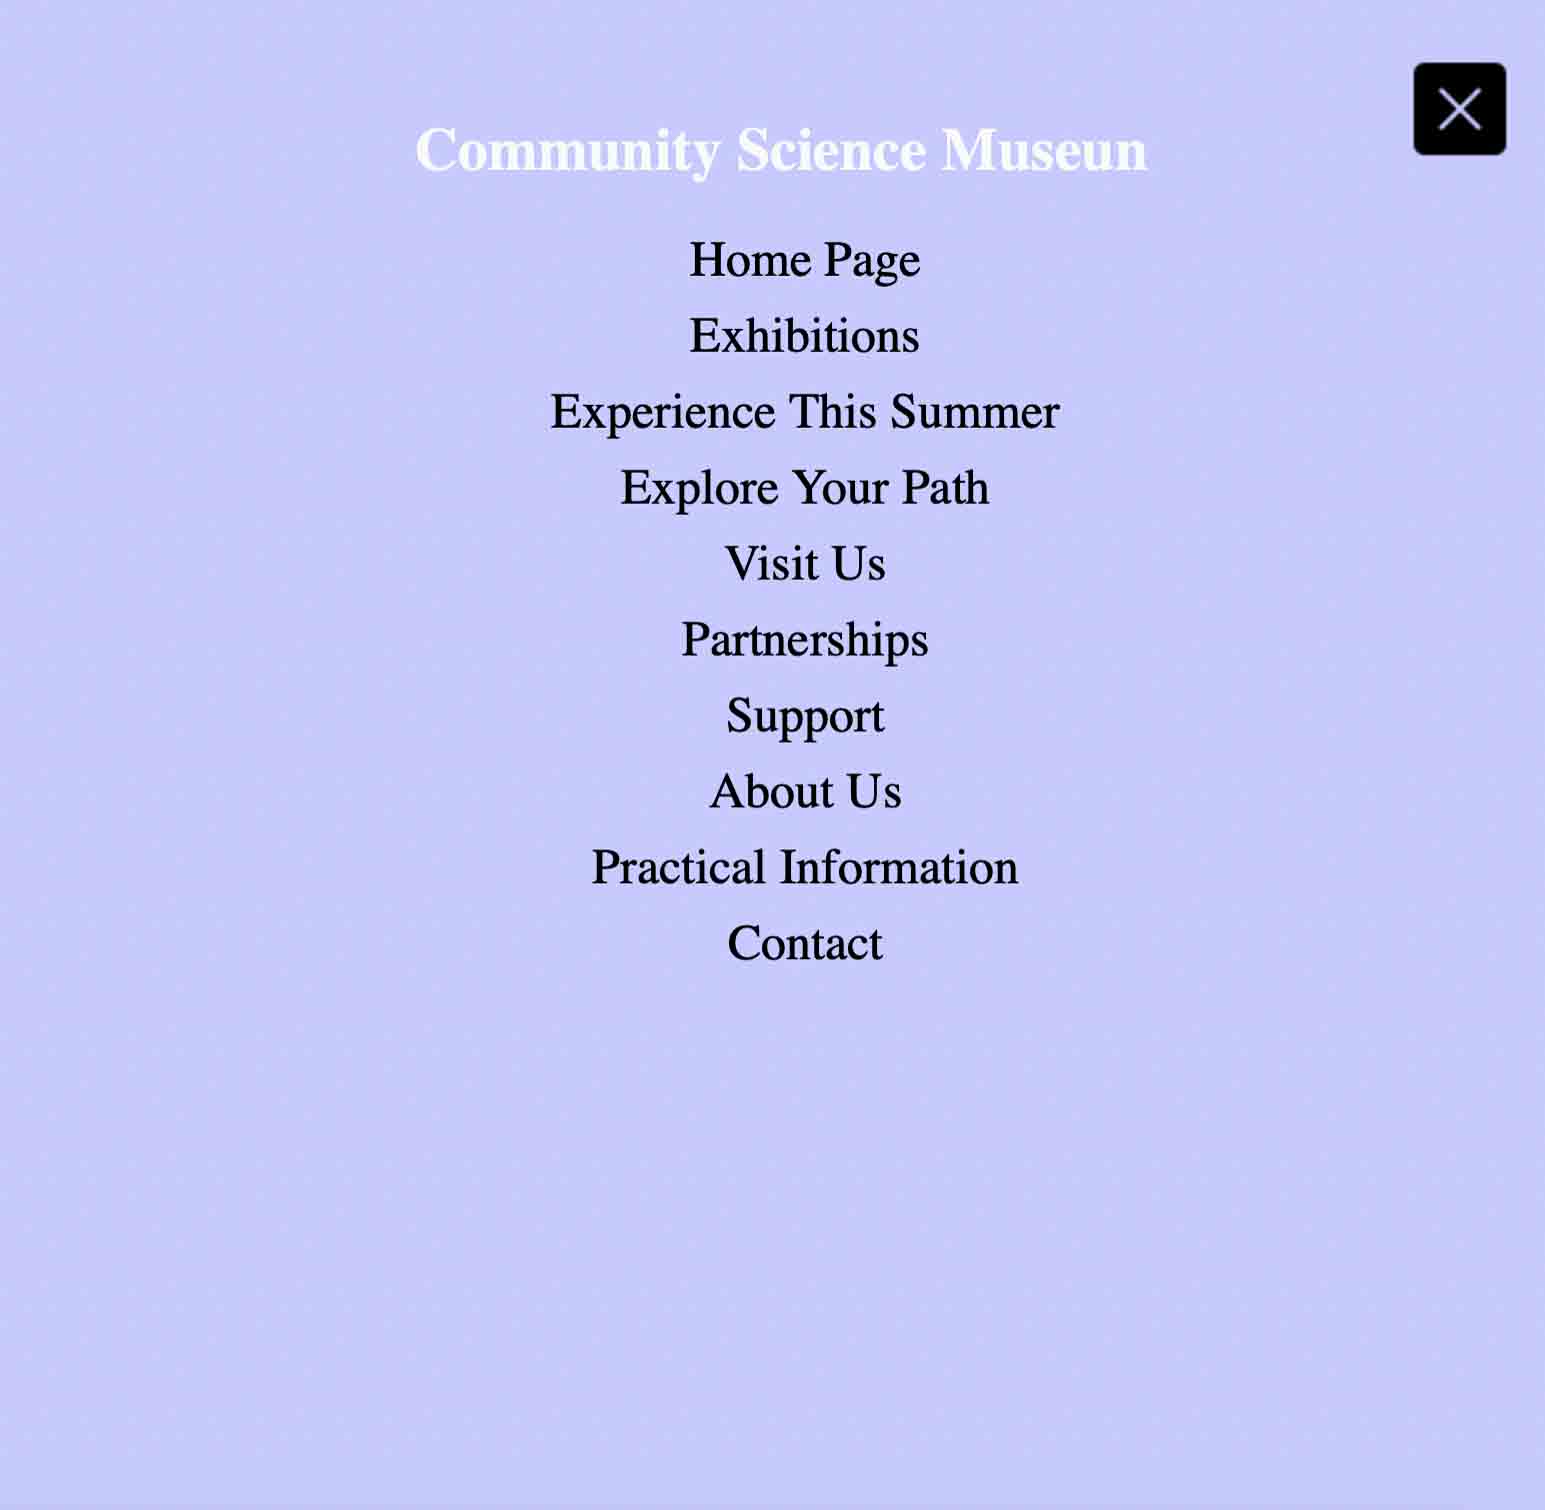 Community Science Museun
Home Page
Exhibitions
Experience This Summer
Explore Your Path
Visit Us
Partnerships
Support
About Us
Practical Information
Contact